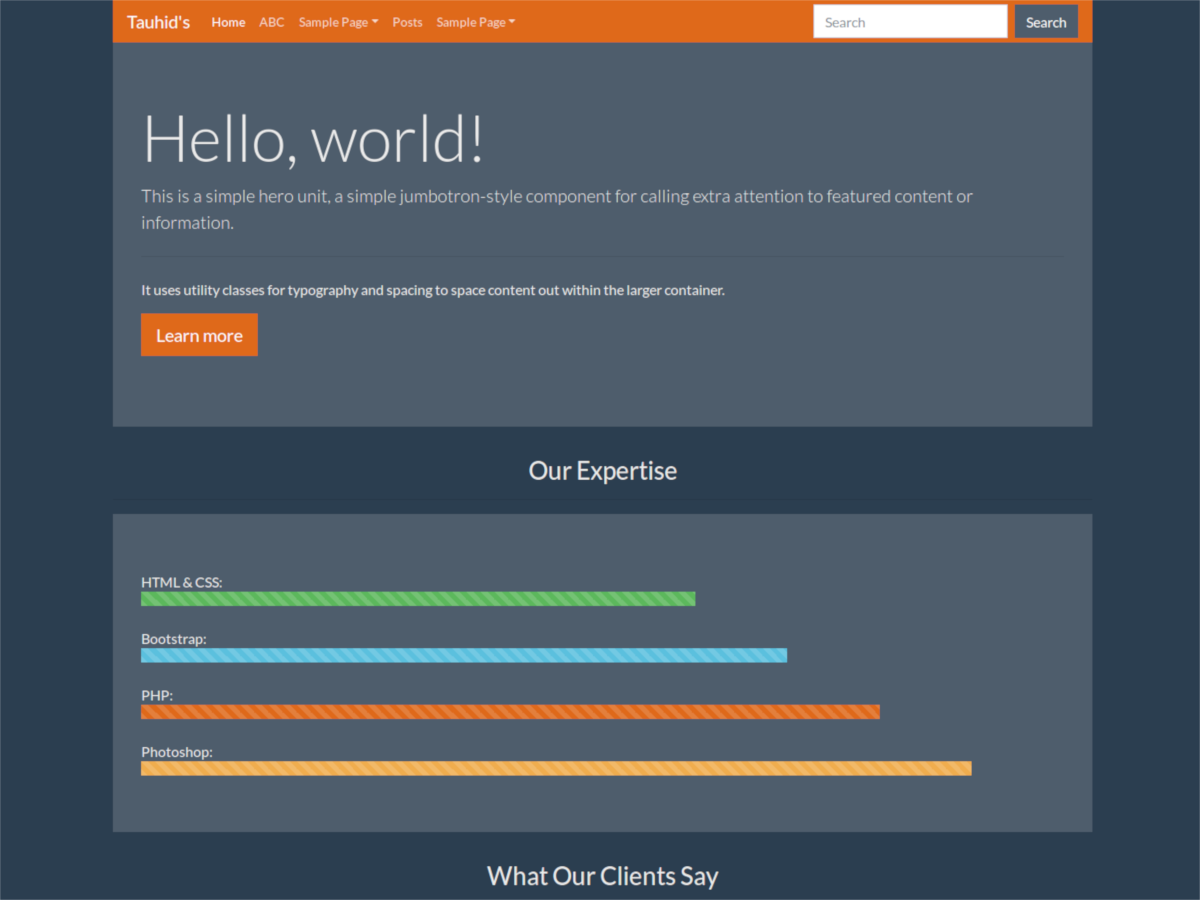 Tauhid's Home ABC Sample Page Posts Sample Page Search Search
Hello, world!
This is a simple hero unit, a simple jumbotron-style component for calling extra attention to featured content or
information.
It uses utility classes for typography and spacing to space content out within the larger container.
Learn more
Our Expertise
HTML & CSS:
Bootstrap:
PHP:
Photoshop:
What Our Clients Say